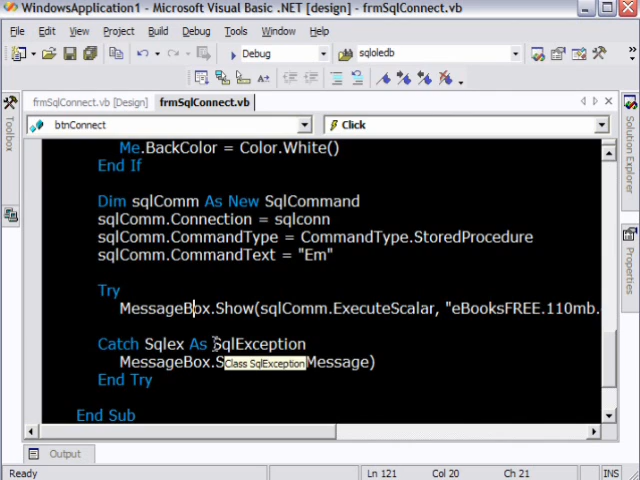 WindowsApplication1 - Microsoft Visual Basic .NET [design] - frmSqlConnect.vb
File Edit View Project Build Debug Tools Window Help
Debug sqloledb
frmSqlConnect.vb [Design] frmSqlConnect.vb
btnConnect Click
Me.BackColor = Color.White()
End If
Dim sqlComm As New SqlCommand
sqlComm.Connection = sqlconn
sqlComm.CommandType = CommandType.StoredProcedure
sqlComm.CommandText = "Em"
Try
MessageBox.Show(sqlComm.ExecuteScalar, "eBooksFREE.110mb.
Catch Sqlex As SqlException
MessageBox.S Class SqlException Message)
End Try
End Sub
Output
Ready Ln 121 Col 20 Ch 21 INS
Toolbox
Solution Explorer
Properties